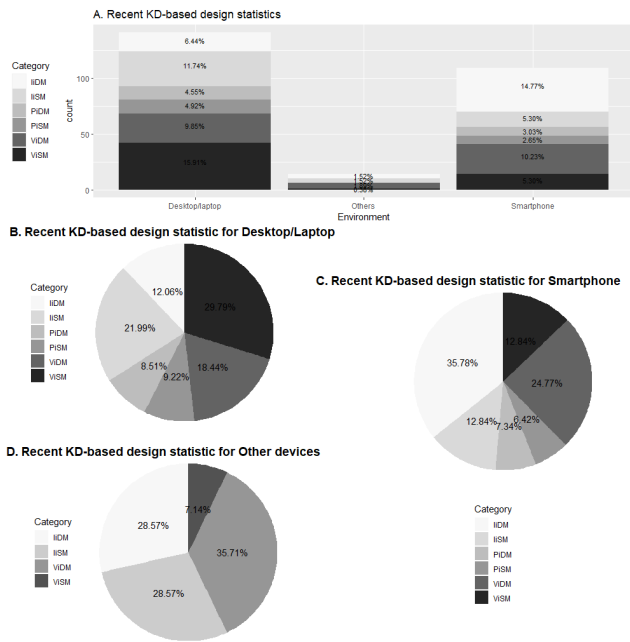 A. Recent KD-based design statistics
Category
IiDM
IiSM
PiDM
PiSM
ViDM
ViSM
count
100
50
0
6.44%
11.74%
4.55%
4.92%
9.85%
1.52%
1.52%
14.77%
5.30%
3.03%
2.65%
10.23%
Desktop/laptop
Others
Smartphone
Environment
B. Recent KD-based design statistic for Desktop/Laptop
Category
IiDM
IiSM
PiDM
PiSM
ViDM
ViSM
12.06%
29.79%
21.99%
18.44%
8.51%
9.22%
C. Recent KD-based design statistic for Smartphone
35.78%
12.84%
24.77%
12.84%
7.34%
6.42%
Category
IiDM
IiSM
PiDM
PiSM
ViDM
ViSM
D. Recent KD-based design statistic for Other devices
Category
IiDM
IiSM
ViDM
ViSM
28.57%
7.14%
35.71%
28.57%